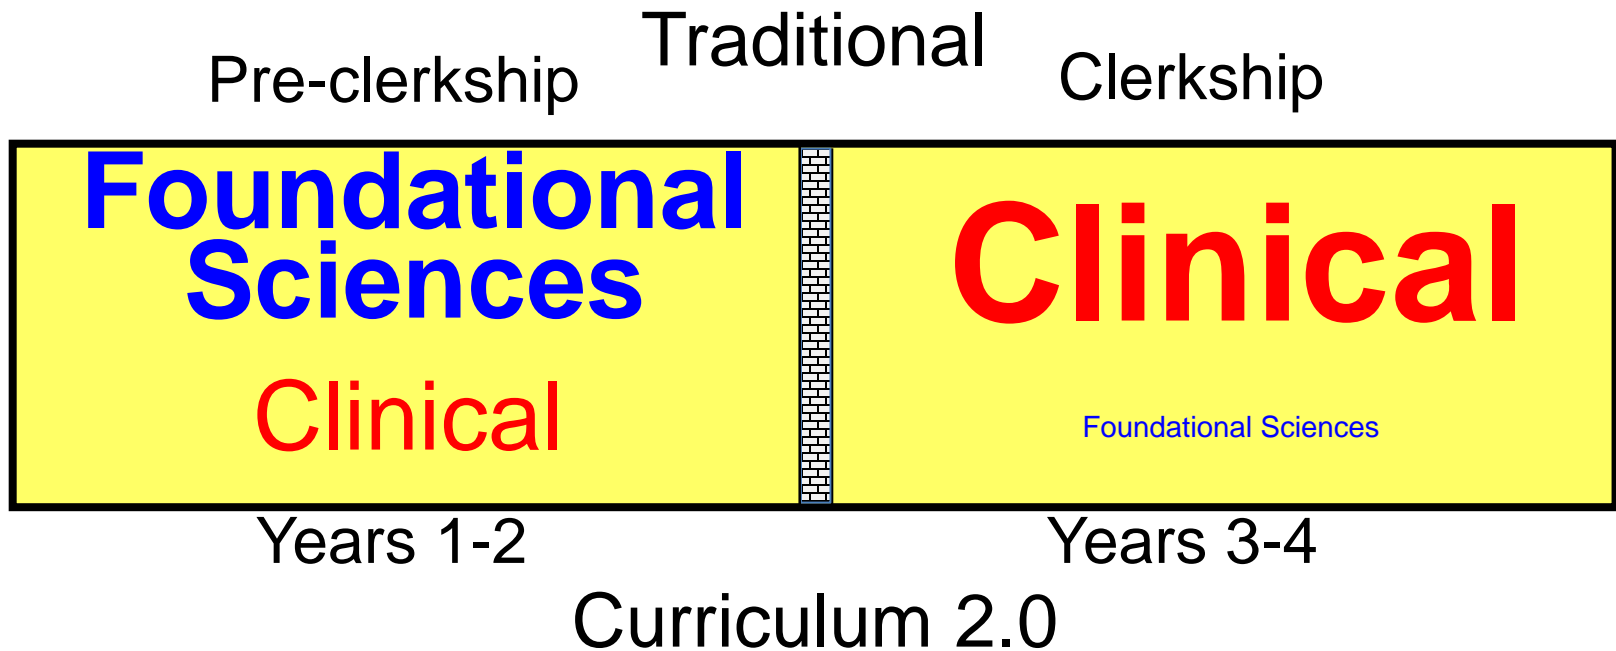 Traditional
Pre-clerkship
Clerkship
Foundational
Sciences
Clinical
Clinical
Foundational Sciences
Years 1-2
Years 3-4
Curriculum 2.0